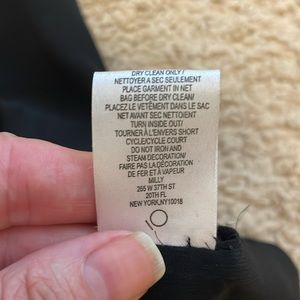 DRY CLEAN ONLY/
NETTOYER A SEC SEULEMENT
PLACE GARMENT IN NET
BAG BEFORE DRY CLEAN/
PLACEZ LE VÊTEMENT DANS LE SAC
NET AVANT SEC NETTOIENT
TURN INSIDE OUT/
TOURNER À L'ENVERS SHORT
CYCLE/CYCLE COURT
DO NOT IRON AND
STEAM DECORATION/
FAIRE PAS LA DÉCORATION
DE FER ET À VAPEUR
MILLY
265 W 37TH ST
20TH FL
NEW YORK,NY10018